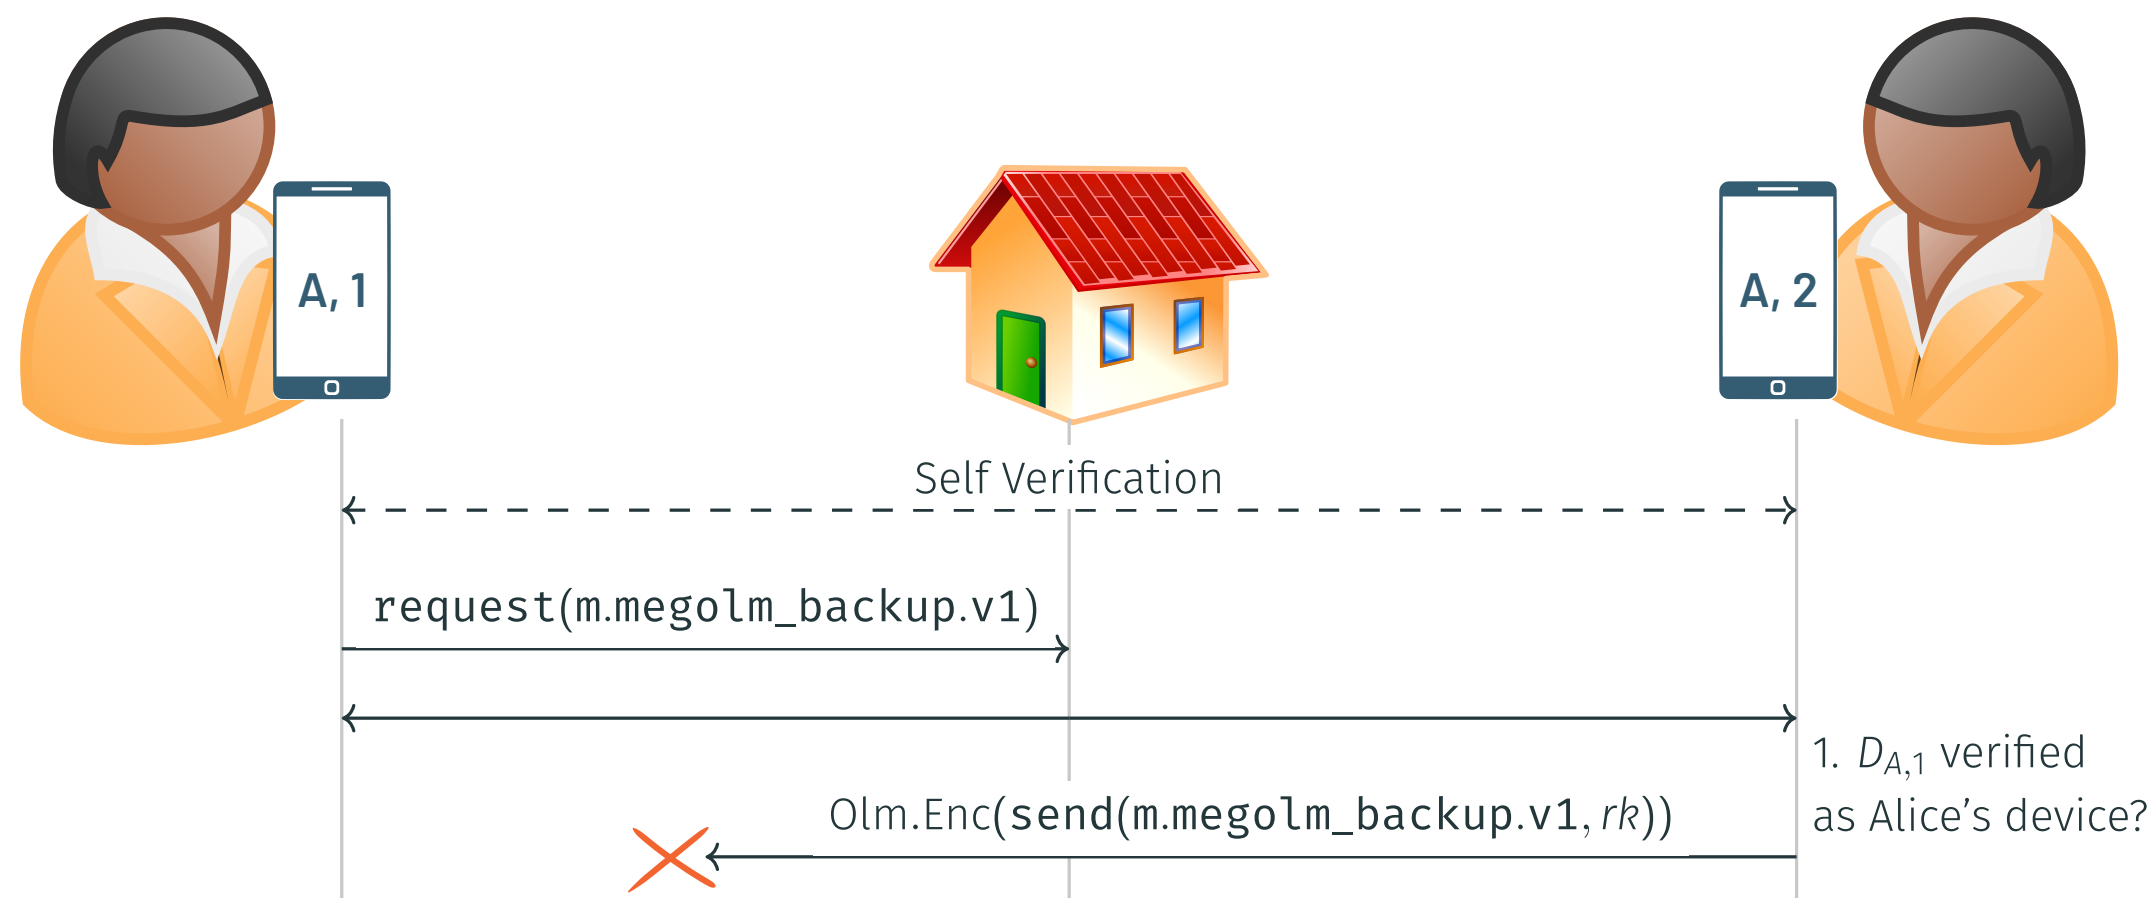 A, 1
A, 2
Self Verification
request(m.megolm_backup.v1)
1. D_{A,1} verified
as Alice’s device?
Olm.Enc(send(m.megolm_backup.v1, rk))